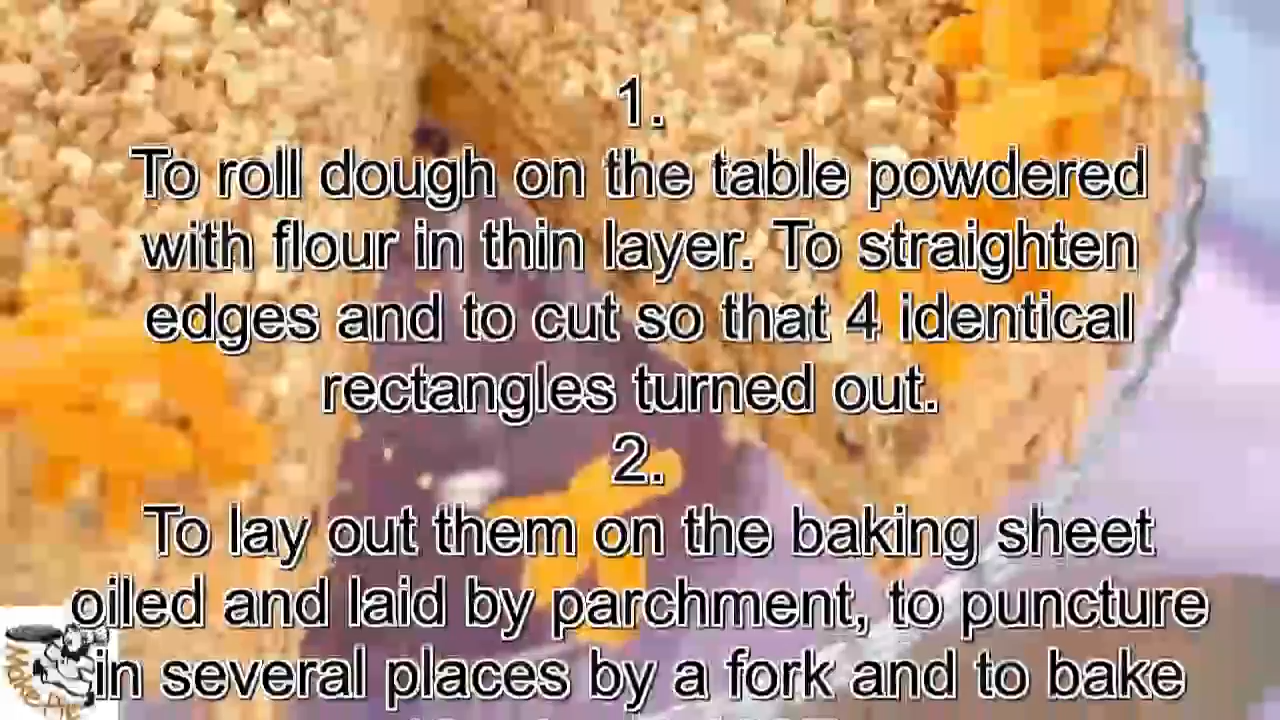 1.
To roll dough on the table powdered
with flour in thin layer. To straighten
edges and to cut so that 4 identical
rectangles turned out.
2.
To lay out them on the baking sheet
oiled and laid by parchment, to puncture
in several places by a fork and to bake